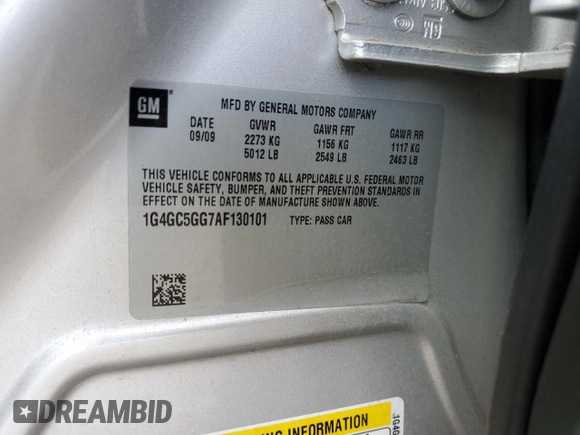 GM
MFD BY GENERAL MOTORS COMPANY
DATE GVWR GAWR FRT GAWR RR
09/09 2273 KG 1156 KG 1117 KG
5012 LB 2549 LB 2463 LB
THIS VEHICLE CONFORMS TO ALL APPLICABLE U.S. FEDERAL MOTOR
VEHICLE SAFETY, BUMPER, AND THEFT PREVENTION STANDARDS IN
EFFECT ON THE DATE OF MANUFACTURE SHOWN ABOVE.
1G4GC5GG7AF130101 TYPE: PASS CAR
GM
INFORMATION
1G4G
DREAMBID